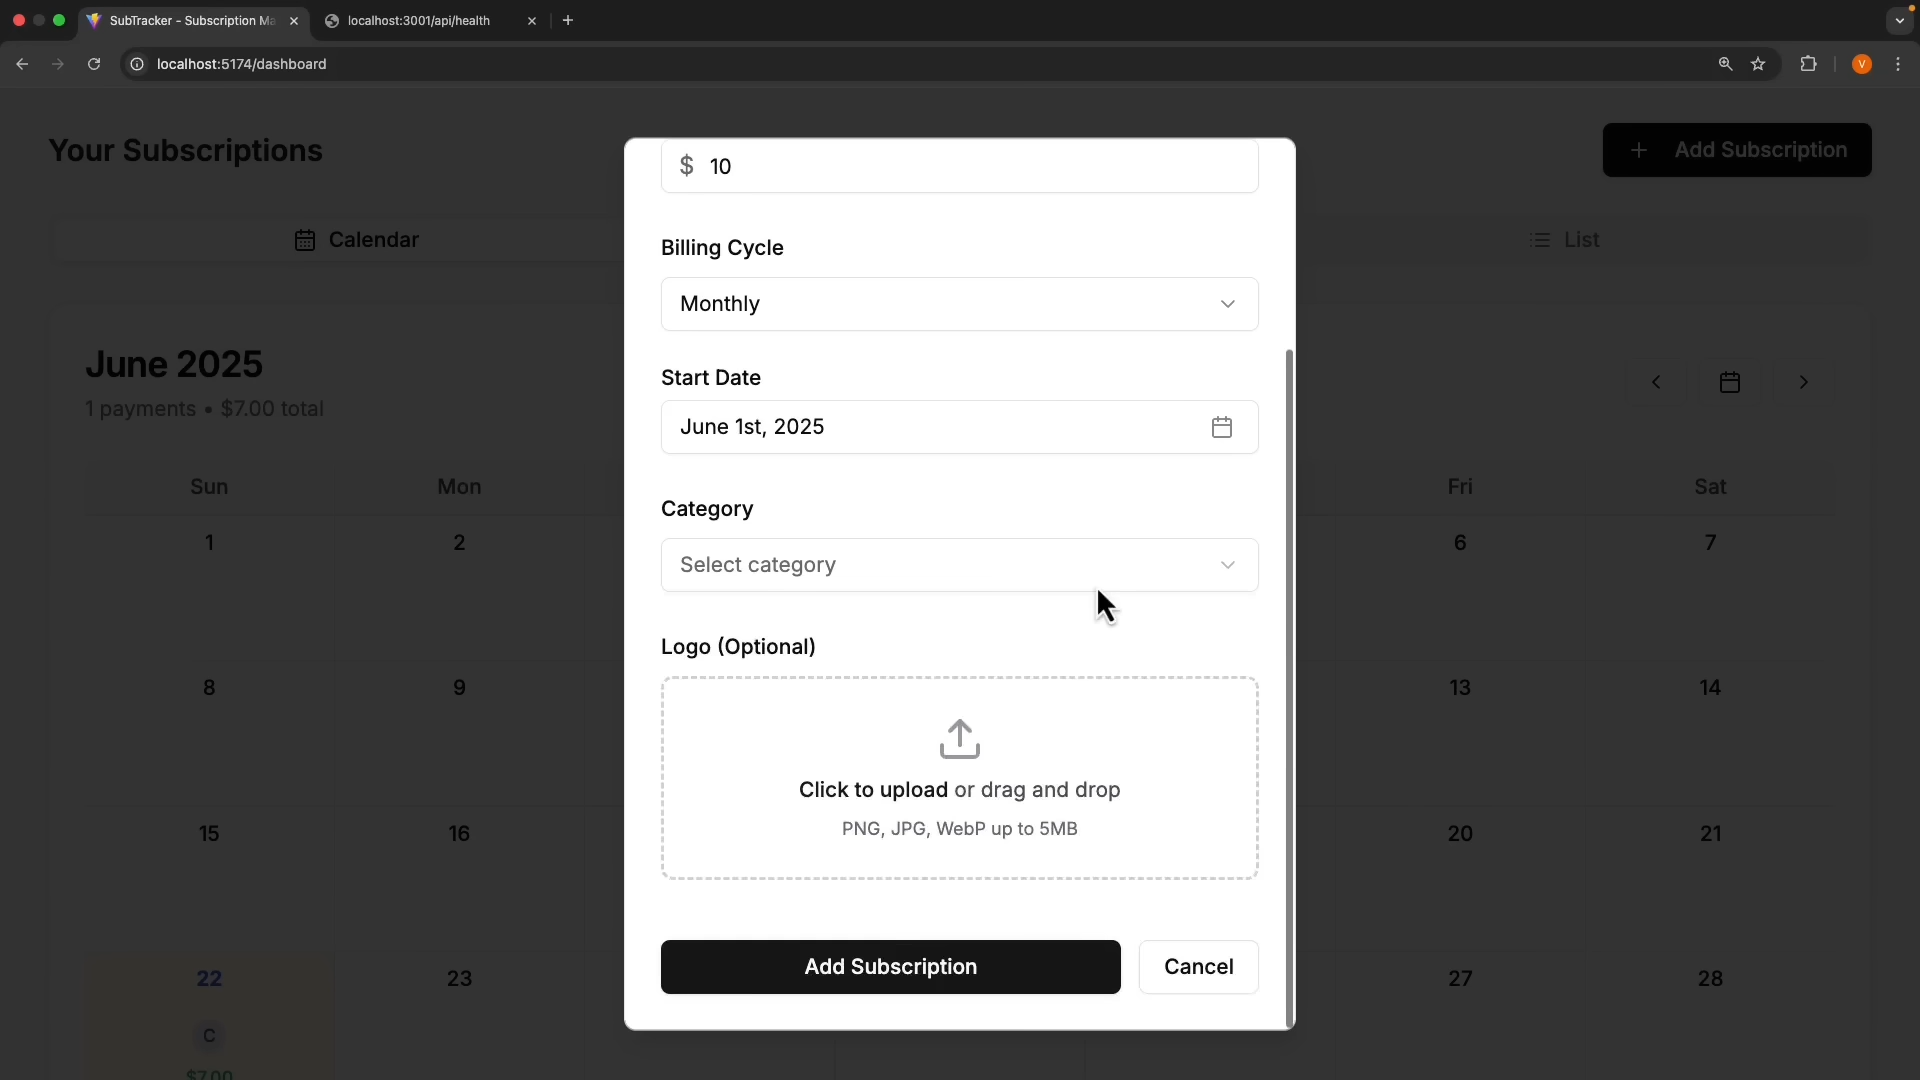 SubTracker - Subscription Ma
localhost:3001/api/health
localhost:5174/dashboard
V
Your Subscriptions
Add Subscription
Calendar
List
June 2025
1 payments • $7.00 total
Sun
Mon
Fri
Sat
1
2
6
7
8
9
13
14
15
16
20
21
22
23
27
28
C
$7.00
$ 10
Billing Cycle
Monthly
Start Date
June 1st, 2025
Category
Select category
Logo (Optional)
Click to upload or drag and drop
PNG, JPG, WebP up to 5MB
Add Subscription
Cancel